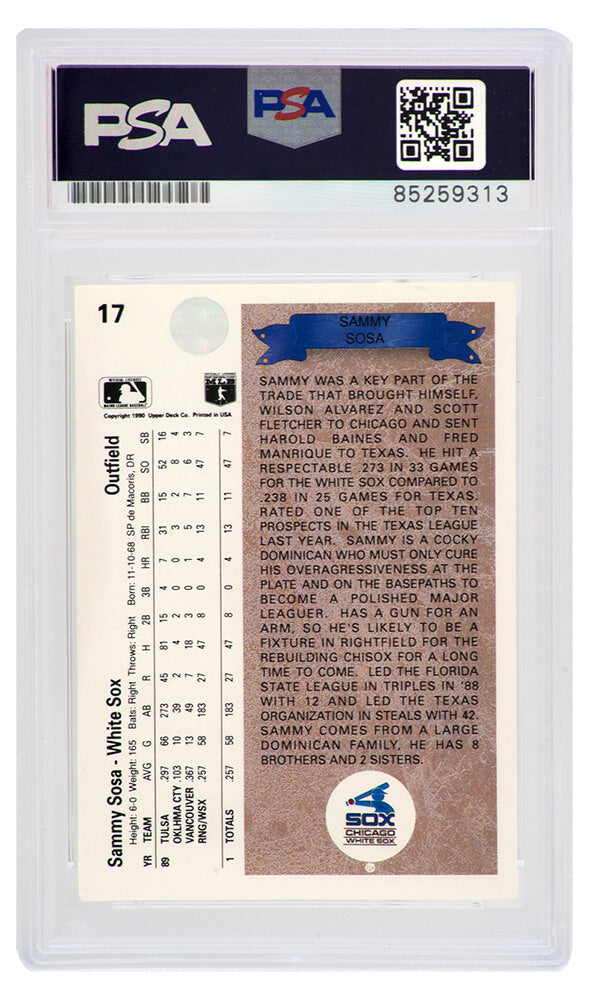 PSA
PSA
85259313
17
OFFICIAL LICENSEE
MAJOR LEAGUE BASEBALL
MLB
Copyright 1990 Upper Deck Co. Printed in USA
Sammy Sosa - White Sox Outfield
Height: 6-0 Weight: 165 Bats: Right Throws: Right Born: 11-10-68 SP de Macoris, DR
YR TEAM AVG G AB R H 2B 3B HR RBI BB SO SB
89 TULSA .297 66 273 45 81 15 4 7 31 15 52 16
OKLHMA CTY .103 10 39 2 4 2 0 0 3 2 8 4
VANCOUVER .367 13 49 7 18 3 0 1 5 7 6 3
RNG/WSX .257 58 183 27 47 8 0 4 13 11 47 7
1 TOTALS .257 58 183 27 47 8 0 4 13 11 47 7
SAMMY
SOSA
SAMMY WAS A KEY PART OF THE
TRADE THAT BROUGHT HIMSELF,
WILSON ALVAREZ AND SCOTT
FLETCHER TO CHICAGO AND SENT
HAROLD BAINES AND FRED
MANRIQUE TO TEXAS. HE HIT A
RESPECTABLE .273 IN 33 GAMES
FOR THE WHITE SOX COMPARED TO
.238 IN 25 GAMES FOR TEXAS.
RATED ONE OF THE TOP TEN
PROSPECTS IN THE TEXAS LEAGUE
LAST YEAR. SAMMY IS A COCKY
DOMINICAN WHO MUST ONLY CURE
HIS OVERAGRESSIVENESS AT THE
PLATE AND ON THE BASEPATHS TO
BECOME A POLISHED MAJOR
LEAGUER. HAS A GUN FOR AN
ARM, SO HE'S LIKELY TO BE A
FIXTURE IN RIGHTFIELD FOR THE
REBUILDING CHISOX FOR A LONG
TIME TO COME. LED THE FLORIDA
STATE LEAGUE IN TRIPLES IN '88
WITH 12 AND LED THE TEXAS
ORGANIZATION IN STEALS WITH 42.
SAMMY COMES FROM A LARGE
DOMINICAN FAMILY, HE HAS 8
BROTHERS AND 2 SISTERS.
SOX
CHICAGO
WHITE SOX